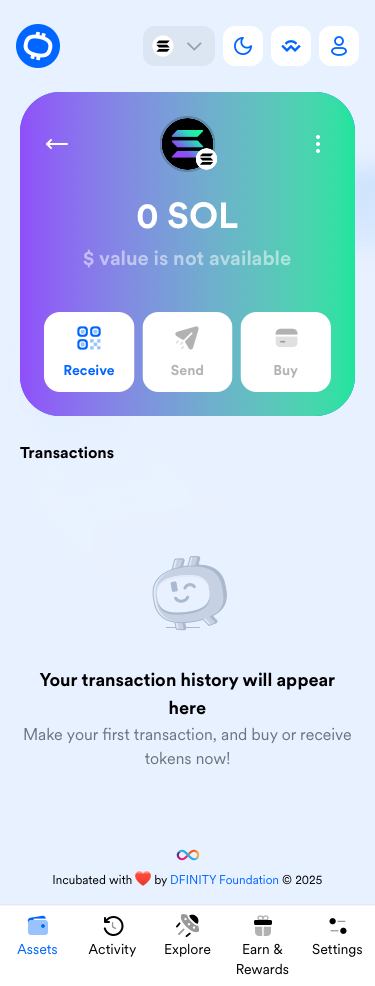 0 SOL
$ value is not available
Receive
Send
Buy
Transactions
Your transaction history will appear
here
Make your first transaction, and buy or receive
tokens now!
Incubated with ❤️ by DFINITY Foundation © 2025
Assets
Activity
Explore
Earn &
Rewards
Settings